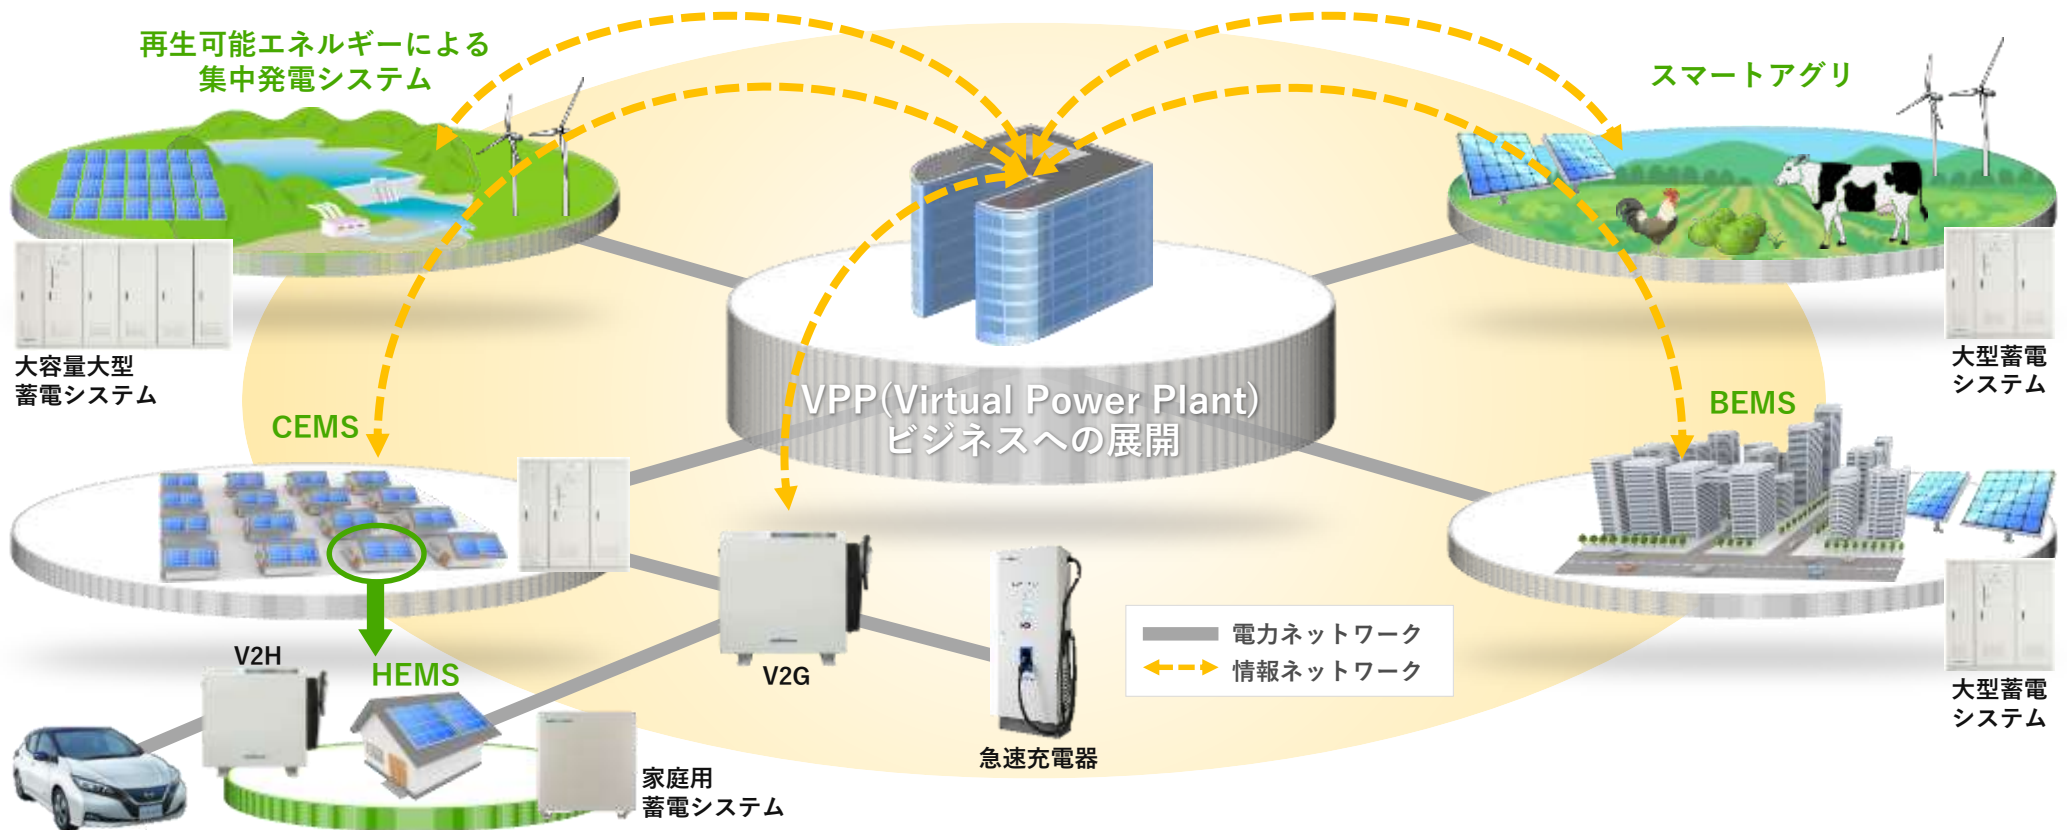 再生可能エネルギーによる
集中発電システム
スマートアグリ
大容量大型
蓄電システム
大型蓄電
システム
CEMS
VPP(Virtual Power Plant)
ビジネスへの展開
BEMS
V2H
HEMS
V2G
電力ネットワーク
情報ネットワーク
大型蓄電
システム
急速充電器
家庭用
蓄電システム